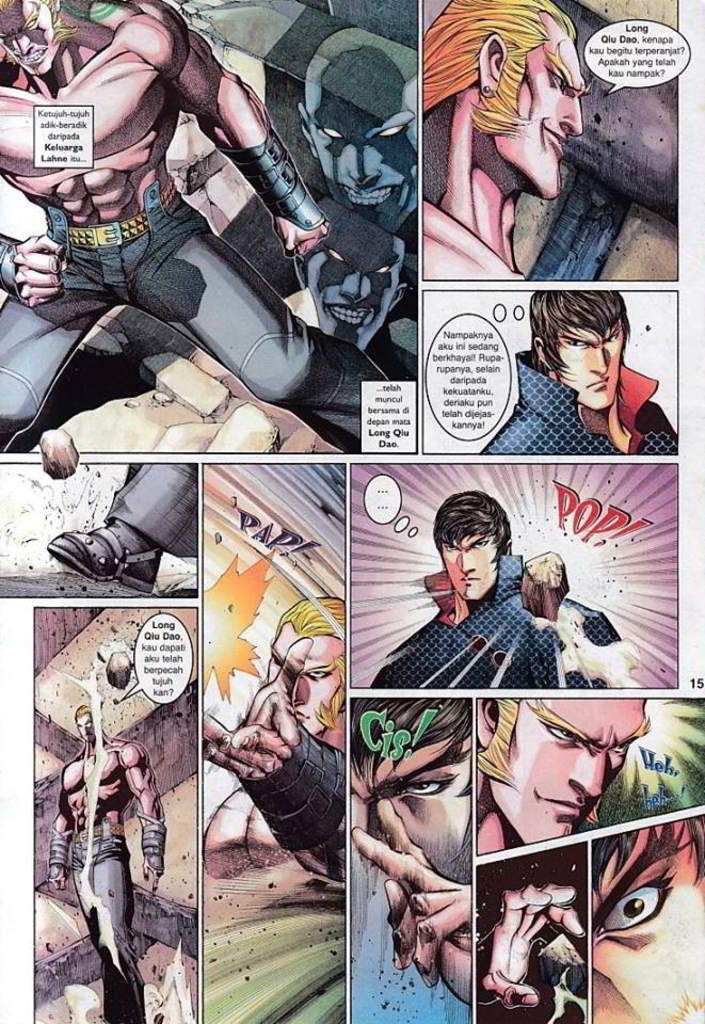 Ketujuh-tujuh
adik-beradik
daripada
Keluarga
Lahne itu...
...telah
muncul
bersama di
depan mata
Long Qiu
Dao.
Long
Qiu Dao, kenapa
kau begitu terperanjat?
Apakah yang telah
kau nampak?
Nampaknya
aku ini sedang
berkhayal! Rupa-
rupanya, selain
daripada
kekuatanku,
deriaku pun
telah dijejas-
kannya!
Long
Qiu Dao,
kau dapati
aku telah
berpecah
tujuh
kan?
PAP!
...
...
POP!
15
Cis!
Heh,
heh!